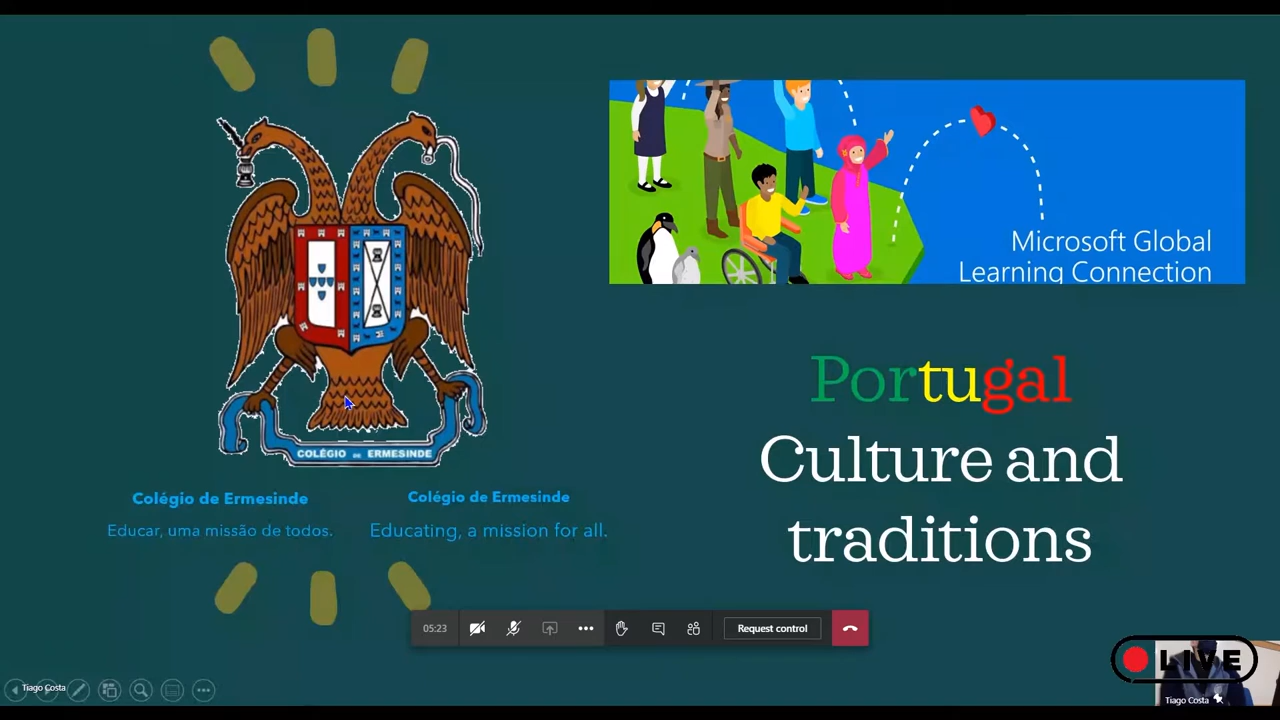 Microsoft Global
Learning Connection
Portugal
Culture and
traditions
COLÉGIO DE ERMESINDE
Colégio de Ermesinde
Educar, uma missão de todos.
Colégio de Ermesinde
Educating, a mission for all.
05:23
Request control
LIVE
Tiago Costa
Tiago Costa